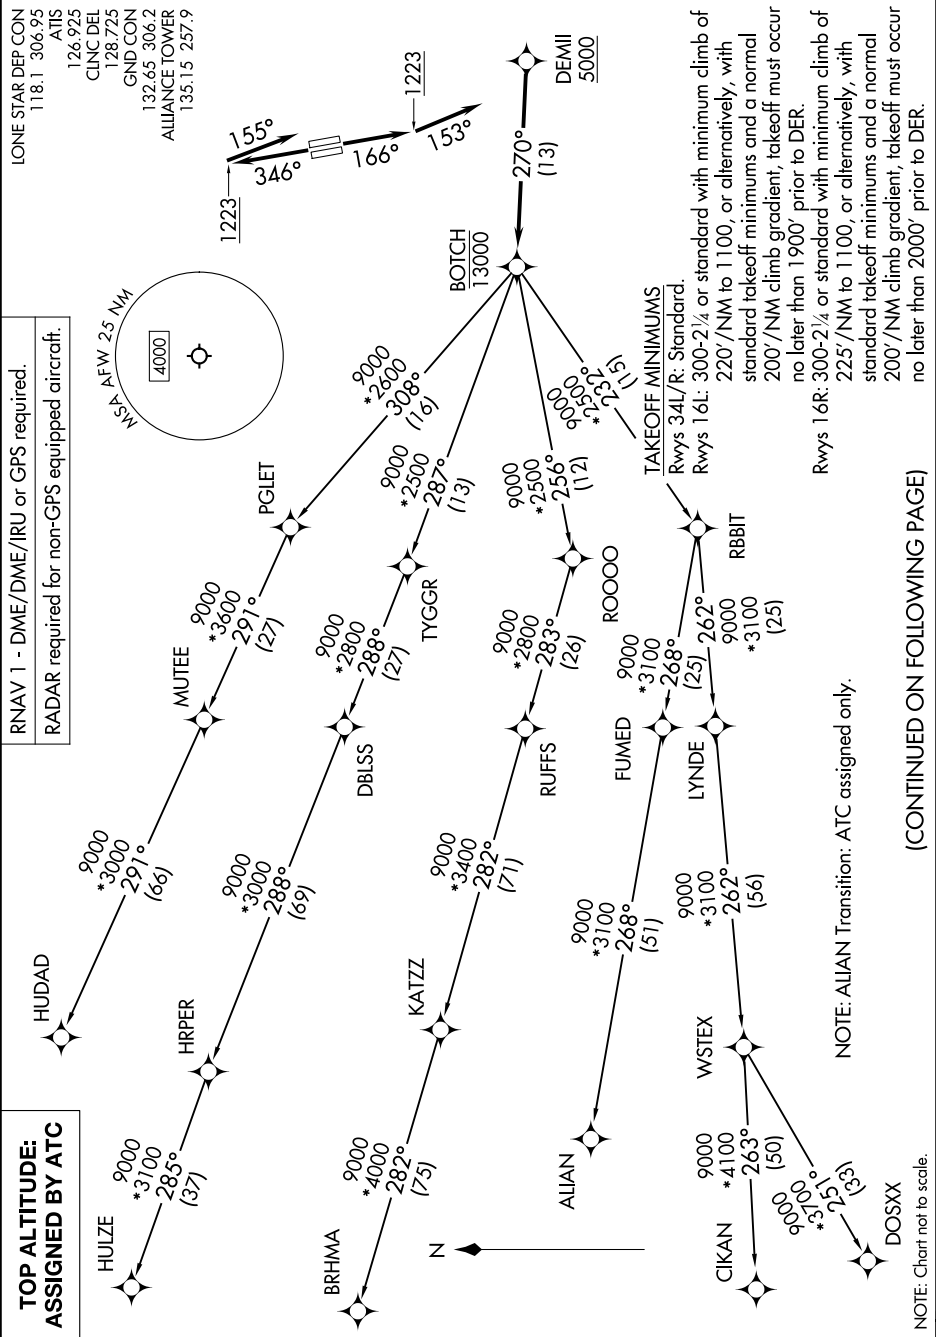 TOP ALTITUDE:
ASSIGNED BY ATC
RNAV 1 - DME/DME/IRU or GPS required.
RADAR required for non-GPS equipped aircraft.
LONE STAR DEP CON
118.1 306.95
ATIS
126.925
CLNC DEL
128.725
GND CON
132.65 306.2
ALLIANCE TOWER
135.15 257.9
MSA AFW 25 NM
4000
1223
155°
346°
166°
1223
153°
DEMII
5000
270°
(13)
BOTCH
13000
9000
*2600
308°
(16)
PGLET
9000
*3600
291°
(27)
MUTEE
9000
*3000
291°
(66)
HUDAD
9000
*2500
287°
(13)
TYGGR
9000
*2800
288°
(27)
DBLSS
9000
*3000
288°
(69)
HRPER
9000
*3100
285°
(37)
HULZE
9000
*2500
256°
(12)
ROOOO
9000
*2800
283°
(26)
RUFFS
9000
*3400
282°
(71)
KATZZ
9000
*4000
282°
(75)
BRHMA
9000
*2500
232°
(15)
RBBIT
9000
*3100
268°
(25)
FUMED
9000
*3100
268°
(51)
ALIAN
262°
9000
*3100
(25)
LYNDE
9000
*3100
262°
(56)
WSTEX
9000
*4100
263°
(50)
CIKAN
9000
*3700
251°
(33)
DOSXX
N
TAKEOFF MINIMUMS
Rwys 34L/R: Standard.
Rwys 16L: 300-2¼ or standard with minimum climb of
220'/NM to 1100, or alternatively, with
standard takeoff minimums and a normal
200'/NM climb gradient, takeoff must occur
no later than 1900' prior to DER.
Rwys 16R: 300-2¼ or standard with minimum climb of
225'/NM to 1100, or alternatively, with
standard takeoff minimums and a normal
200'/NM climb gradient, takeoff must occur
no later than 2000' prior to DER.
NOTE: ALIAN Transition: ATC assigned only.
(CONTINUED ON FOLLOWING PAGE)
NOTE: Chart not to scale.